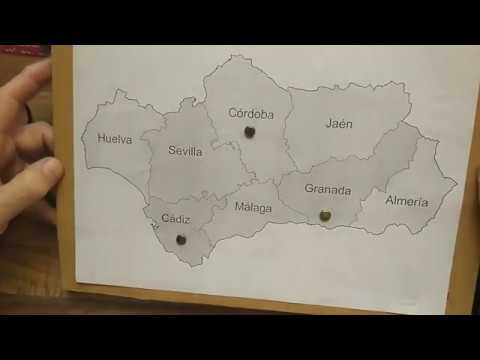 Córdoba
Jaén
Huelva
Sevilla
Granada
Almería
Málaga
Cádiz